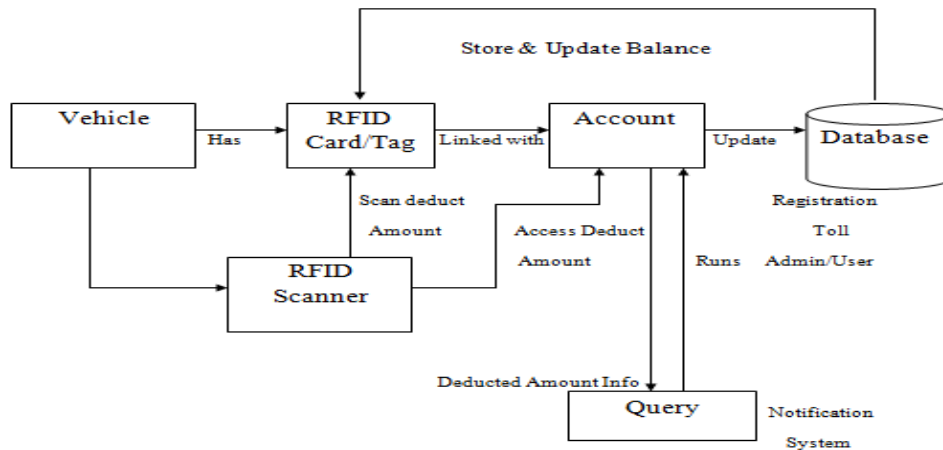 Store & Update Balance
Vehicle
Has
RFID
Card/Tag
Linked with
Account
Update
Database
Scan deduct
Amount
Access Deduct
Amount
Registration
Toll
Admin/User
RFID
Scanner
Runs
Deducted Amount Info
Query
Notification
System